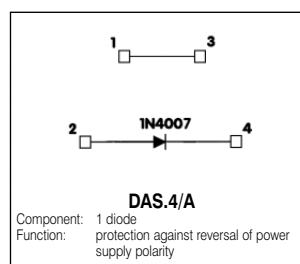 1 3
1N4007
2 4
DAS.4/A
Component: 1 diode
Function: protection against reversal of power
supply polarity